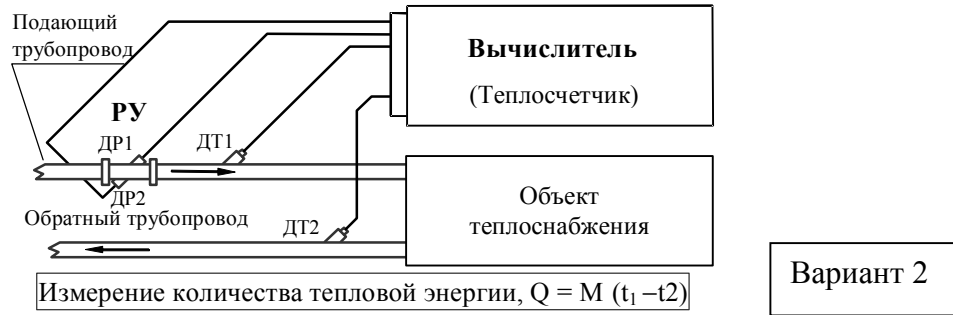 Подающий
трубопровод
Вычислитель
(Теплосчетчик)
РУ
ДР1
ДТ1
ДР2
Обратный трубопровод
ДТ2
Объект
теплоснабжения
Измерение количества тепловой энергии, Q = M (t₁ –t2)
Вариант 2